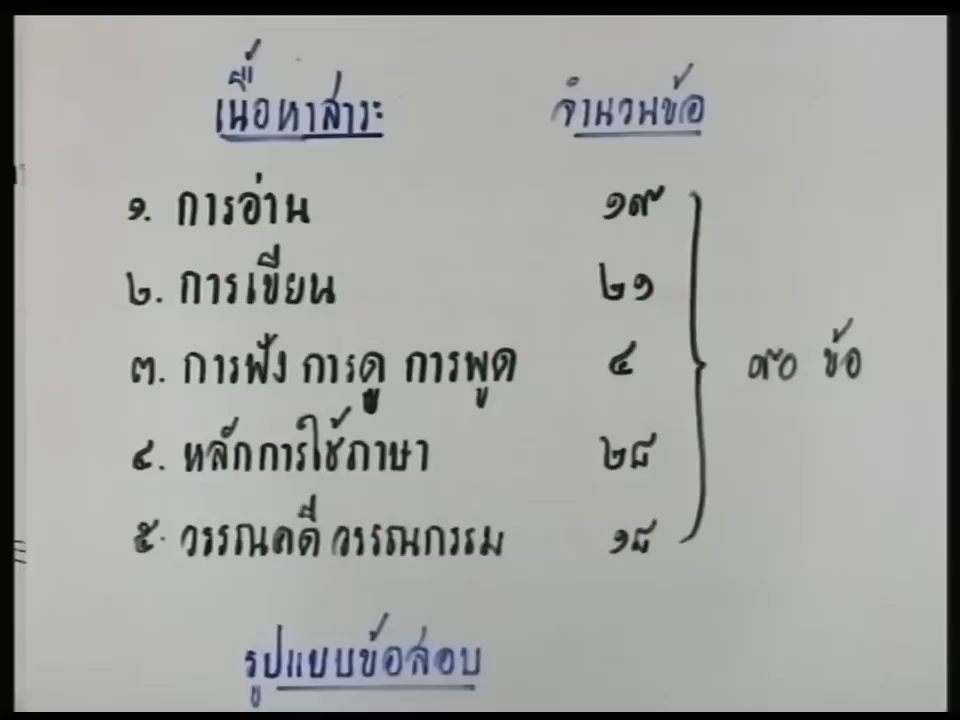 เนื้อหาสาระ จำนวนข้อ
๑. การอ่าน ๑๙
๒. การเขียน ๒๑
๓. การฟัง การดู การพูด ๔
๔. หลักการใช้ภาษา ๒๘
๕. วรรณคดี วรรณกรรม ๑๘
๙๐ ข้อ
รูปแบบข้อสอบ